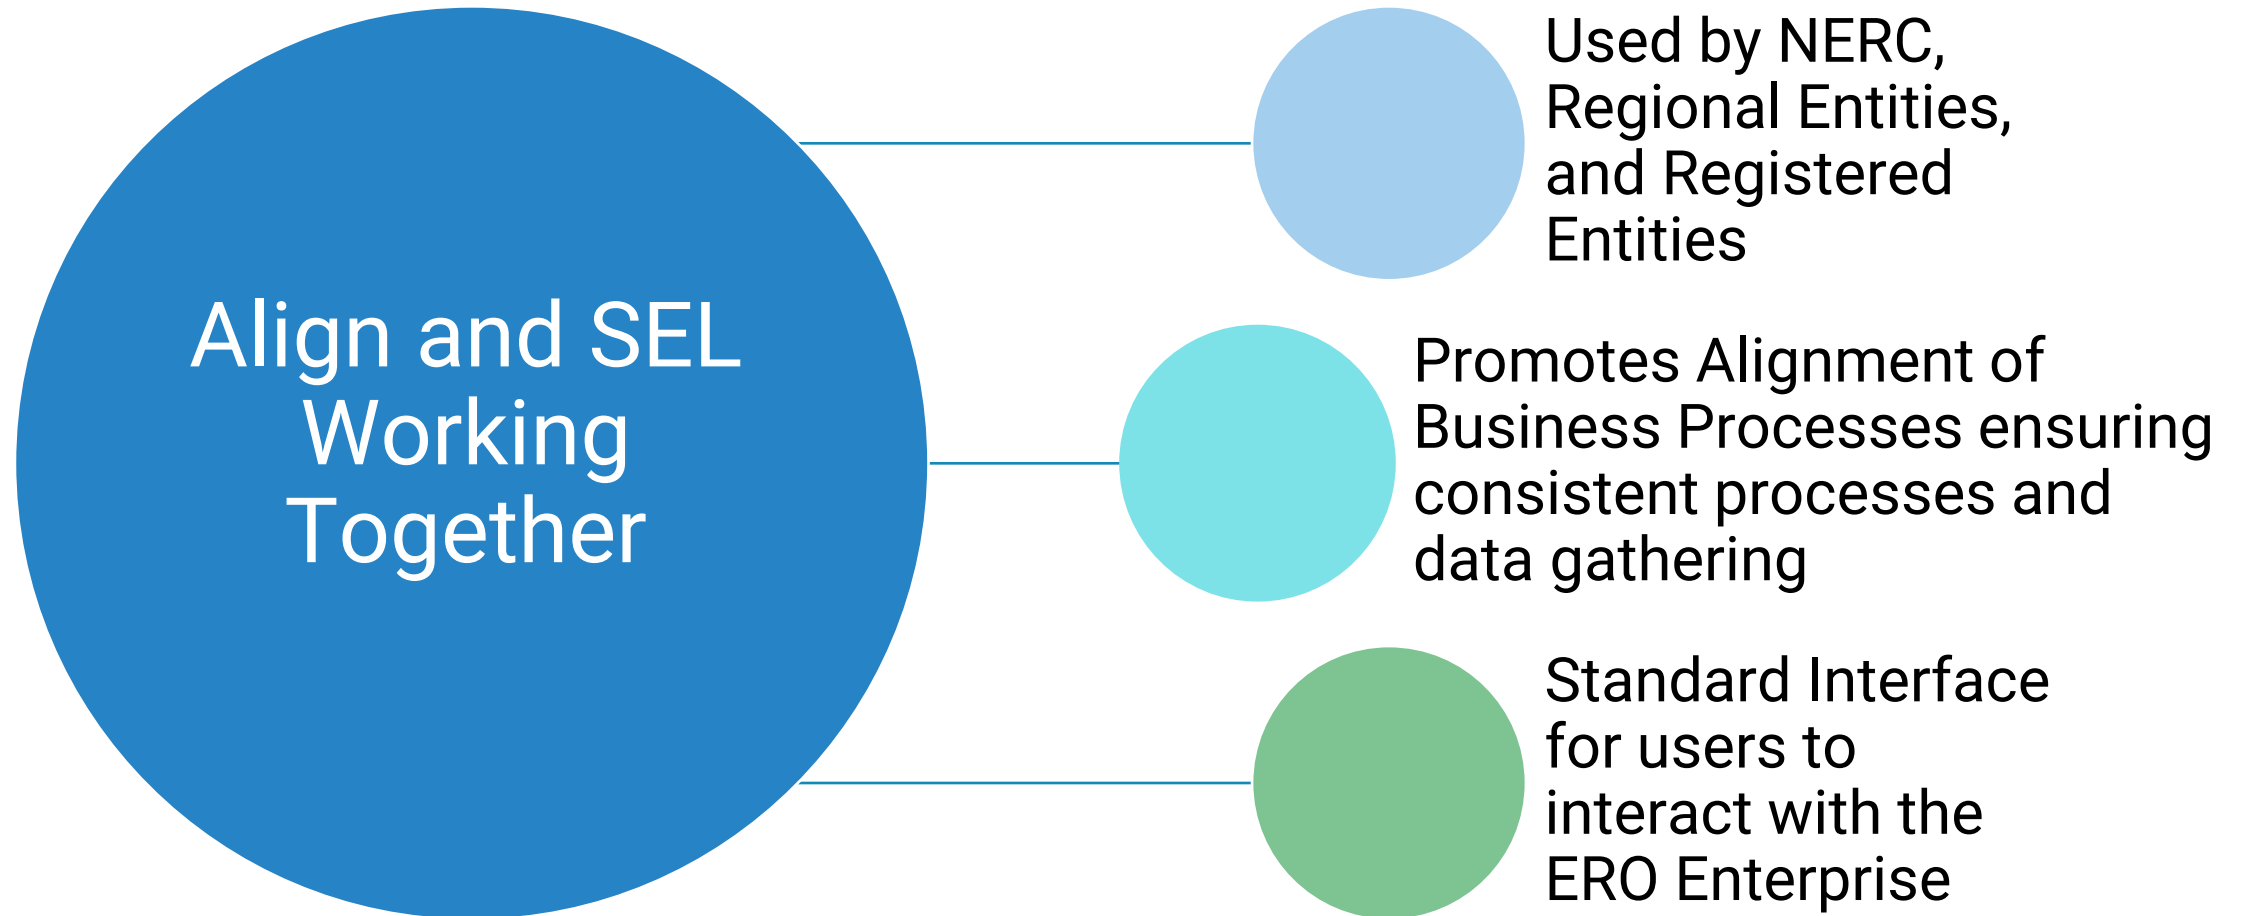 Align and SEL
Working
Together
Used by NERC,
Regional Entities,
and Registered
Entities
Promotes Alignment of
Business Processes ensuring
consistent processes and
data gathering
Standard Interface
for users to
interact with the
ERO Enterprise